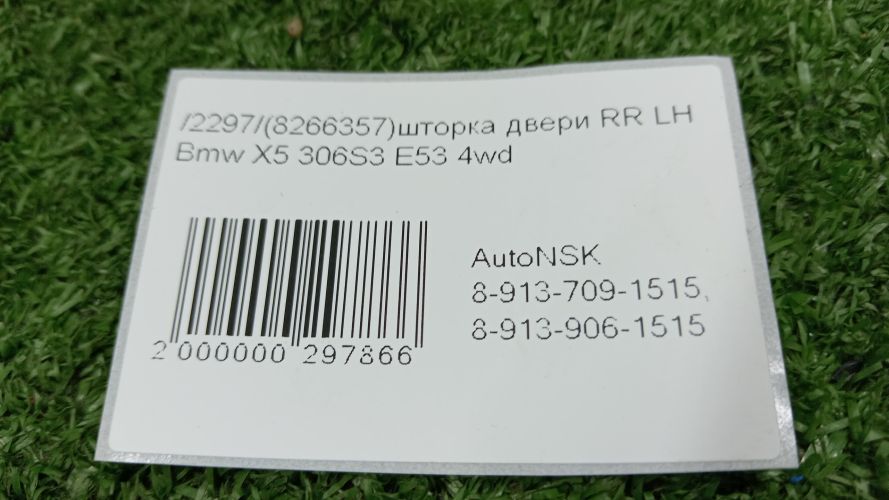 /2297/(8266357)шторка двери RR LH
Bmw X5 306S3 E53 4wd
AutoNSK
8-913-709-1515,
8-913-906-1515
2 000000 297866